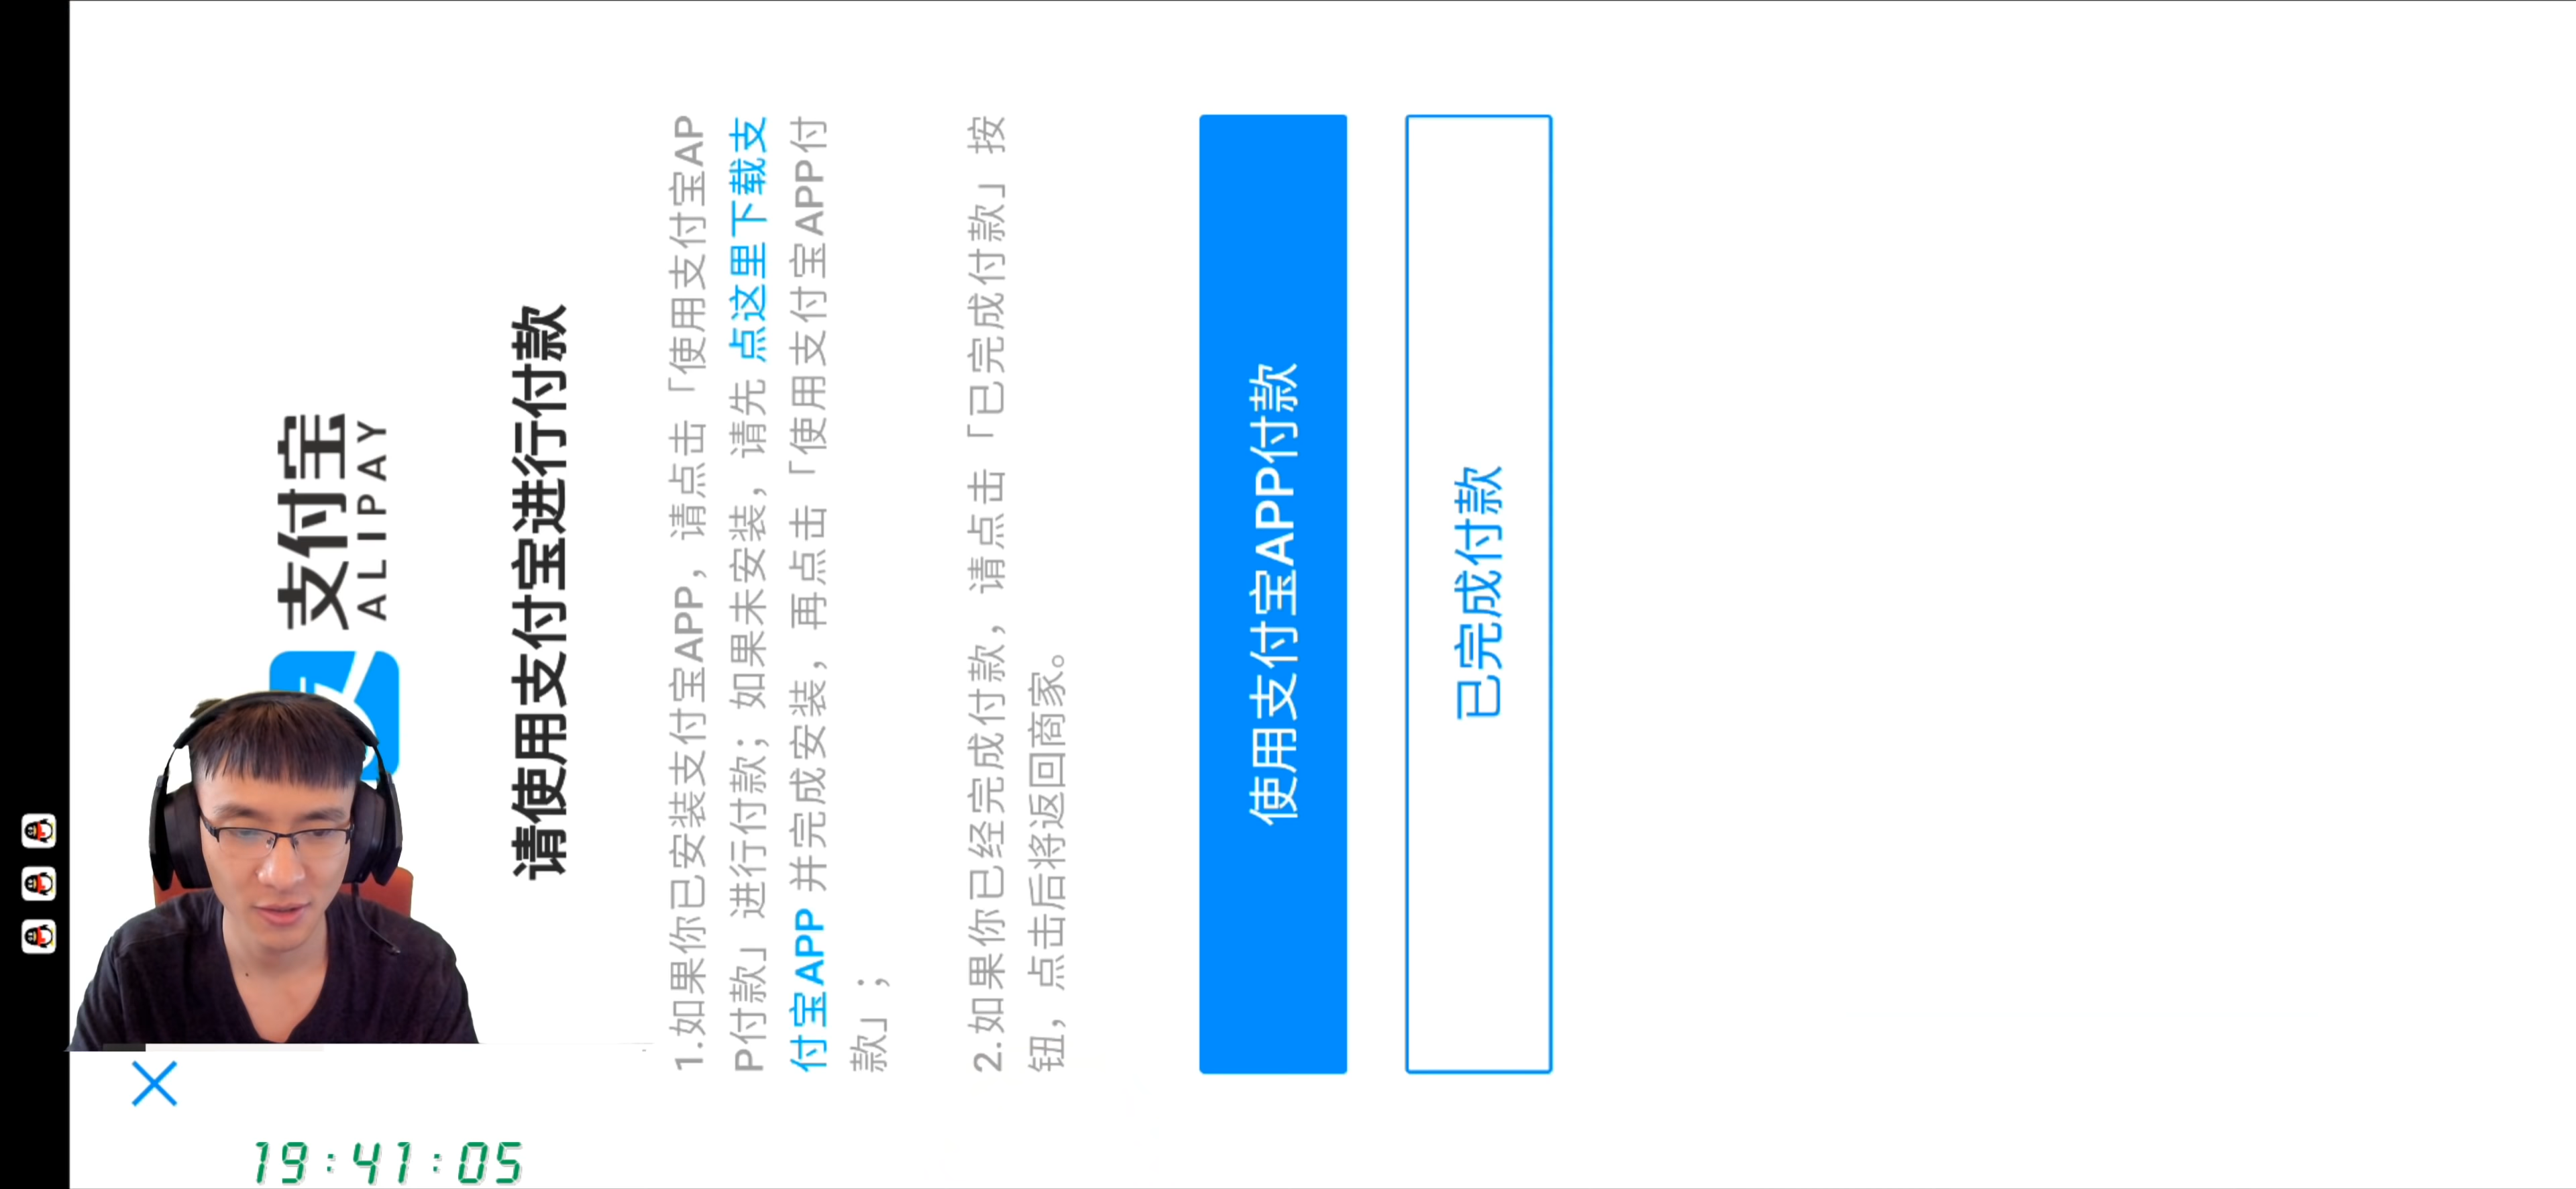 支付宝
ALIPAY
请使用支付宝进行付款
1.如果你已安装支付宝APP，请点击「使用支付宝AP
P付款」进行付款；如果未安装，请先 点这里下载支
付宝APP 并完成安装，再点击「使用支付宝APP付
款」；
2.如果你已经完成付款，请点击「已完成付款」按
钮，点击后将返回商家。
使用支付宝APP付款
已完成付款
19:41:05